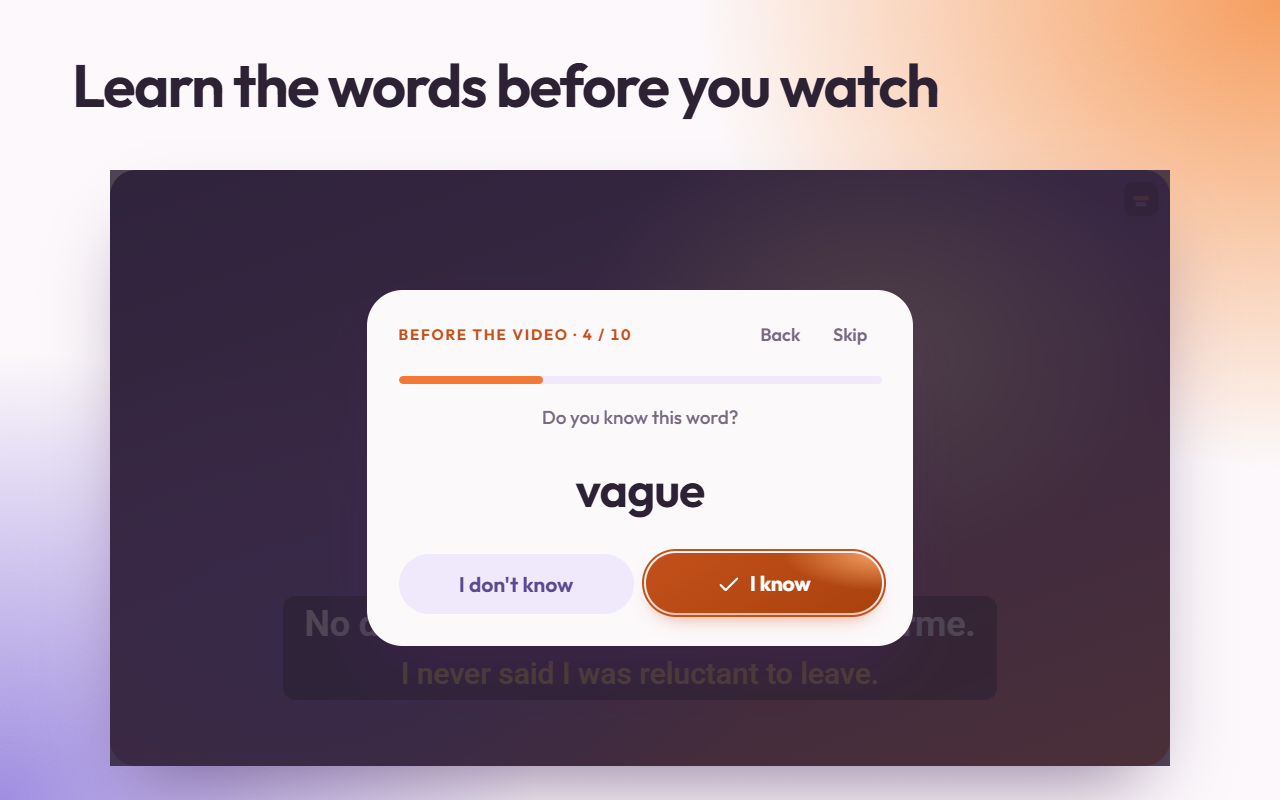 Learn the words before you watch
BEFORE THE VIDEO · 4 / 10
Back Skip
Do you know this word?
vague
I don't know
I know
No
I never said I was reluctant to leave.